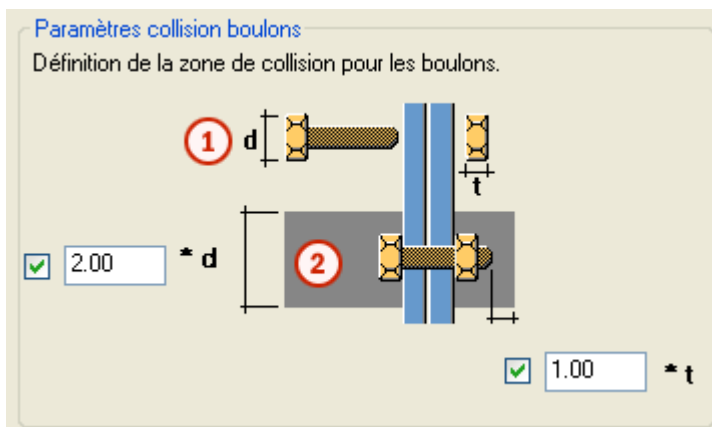 Paramètres collision boulons
Définition de la zone de collision pour les boulons.
1 d
t
2.00 * d 2
1.00 * t